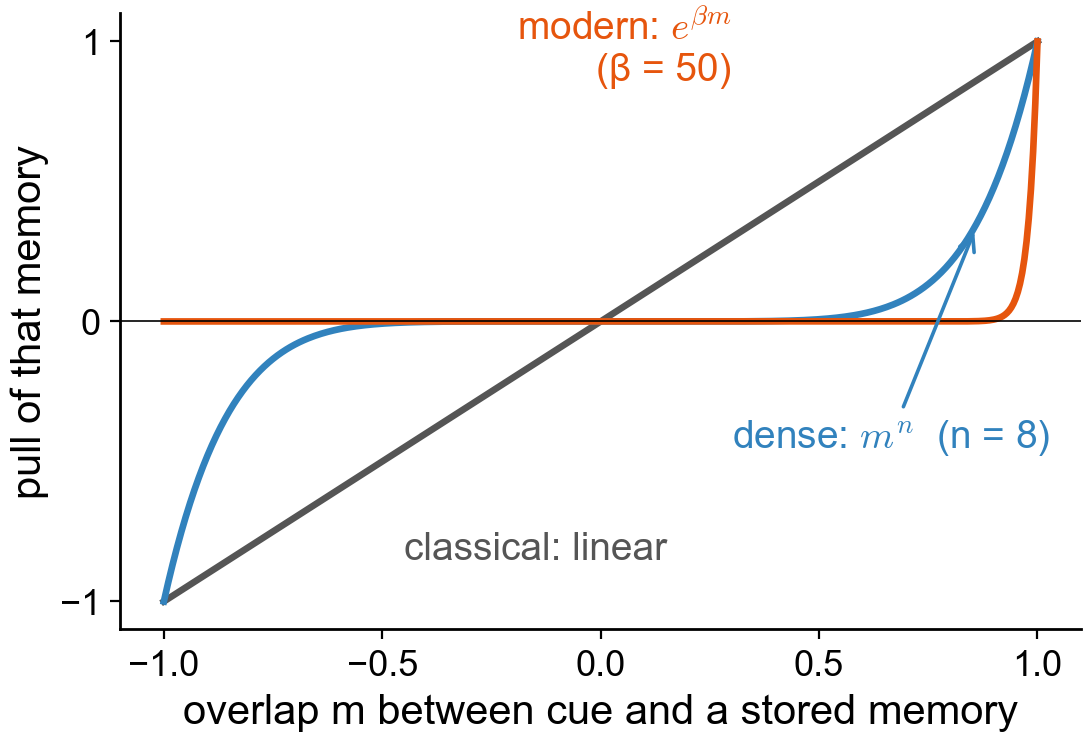 modern: e^{βm}
(β = 50)
1
0
−1
pull of that memory
dense: m^n (n = 8)
classical: linear
−1.0 −0.5 0.0 0.5 1.0
overlap m between cue and a stored memory